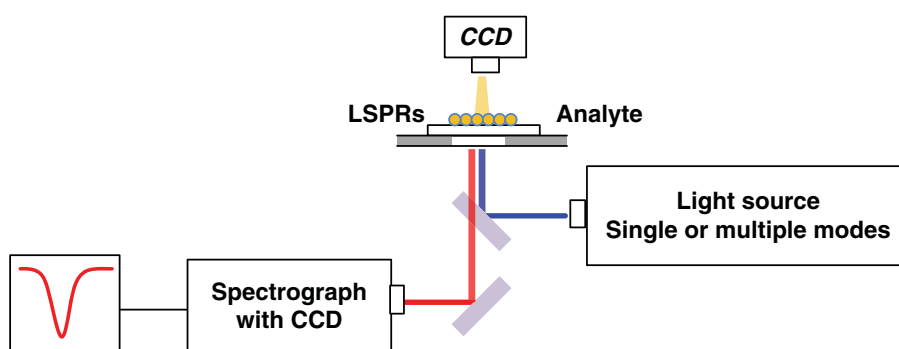 CCD
LSPRs
Analyte
Light source
Single or multiple modes
Spectrograph
with CCD